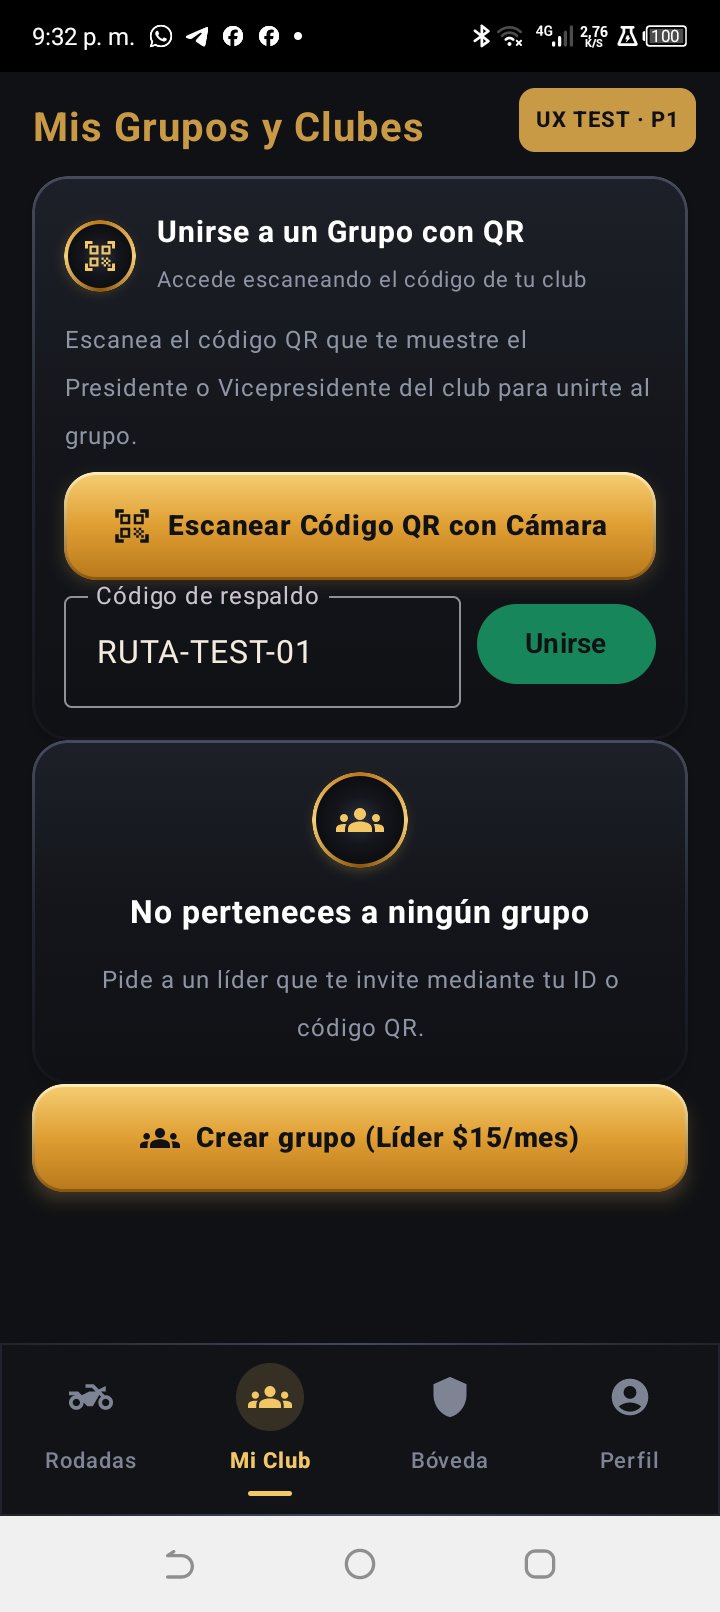 9:32 p. m.
4G 2,76 K/S 100
Mis Grupos y Clubes
UX TEST · P1
Unirse a un Grupo con QR
Accede escaneando el código de tu club
Escanea el código QR que te muestre el
Presidente o Vicepresidente del club para unirte al
grupo.
Escanear Código QR con Cámara
Código de respaldo
RUTA-TEST-01
Unirse
No perteneces a ningún grupo
Pide a un líder que te invite mediante tu ID o
código QR.
Crear grupo (Líder $15/mes)
Rodadas
Mi Club
Bóveda
Perfil